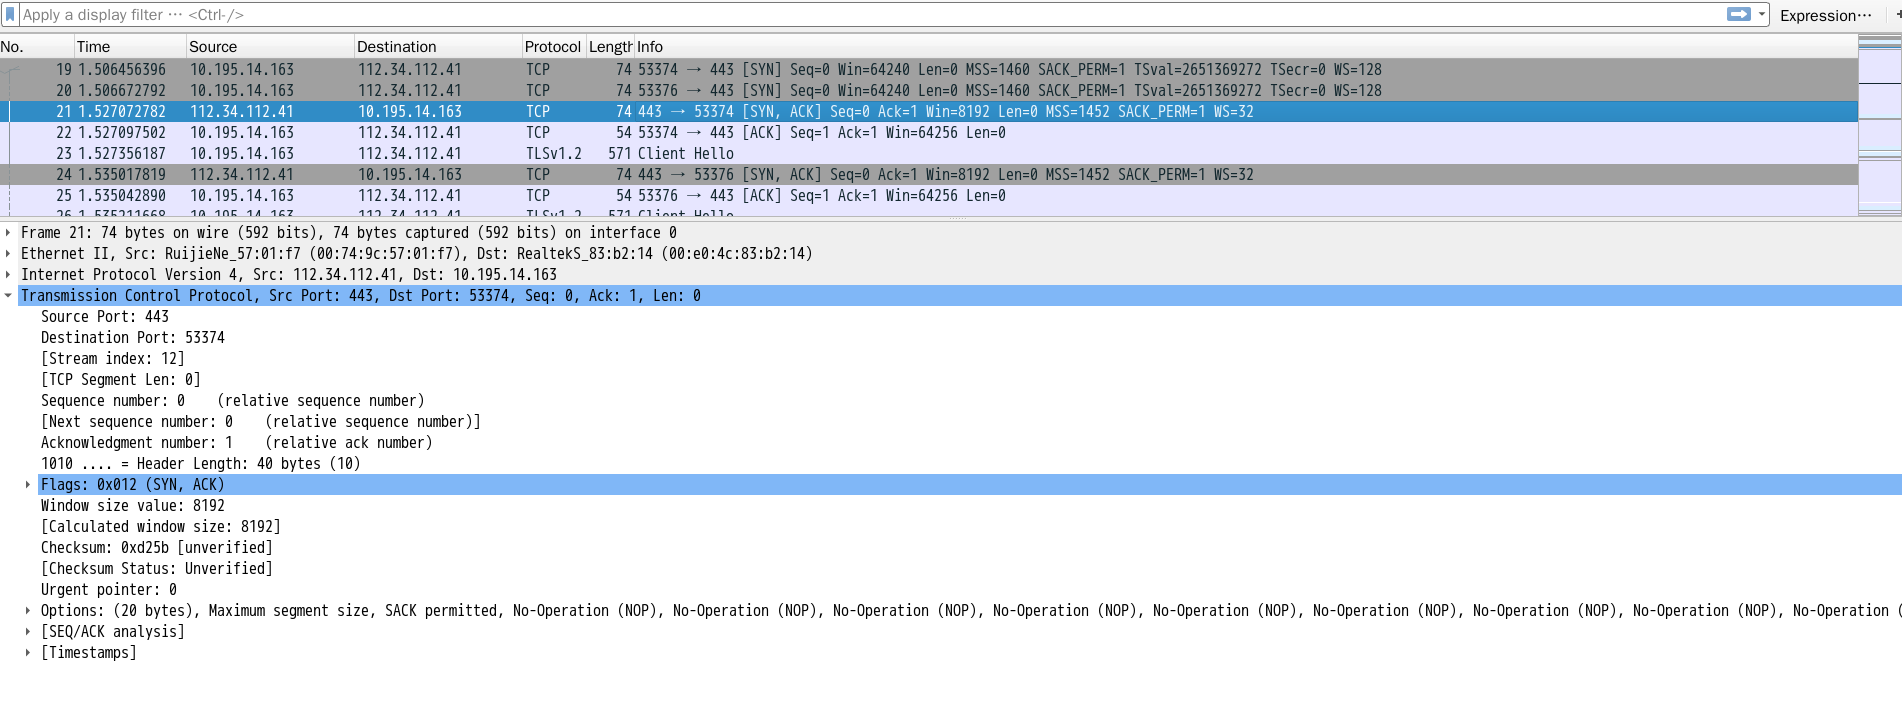 Apply a display filter ··· <Ctrl-/>
Expression···
No. Time Source Destination Protocol Length Info
19 1.506456396 10.195.14.163 112.34.112.41 TCP 74 53374 → 443 [SYN] Seq=0 Win=64240 Len=0 MSS=1460 SACK_PERM=1 TSval=2651369272 TSecr=0 WS=128
20 1.506672792 10.195.14.163 112.34.112.41 TCP 74 53376 → 443 [SYN] Seq=0 Win=64240 Len=0 MSS=1460 SACK_PERM=1 TSval=2651369272 TSecr=0 WS=128
21 1.527072782 112.34.112.41 10.195.14.163 TCP 74 443 → 53374 [SYN, ACK] Seq=0 Ack=1 Win=8192 Len=0 MSS=1452 SACK_PERM=1 WS=32
22 1.527097502 10.195.14.163 112.34.112.41 TCP 54 53374 → 443 [ACK] Seq=1 Ack=1 Win=64256 Len=0
23 1.527356187 10.195.14.163 112.34.112.41 TLSv1.2 571 Client Hello
24 1.535017819 112.34.112.41 10.195.14.163 TCP 74 443 → 53376 [SYN, ACK] Seq=0 Ack=1 Win=8192 Len=0 MSS=1452 SACK_PERM=1 WS=32
25 1.535042890 10.195.14.163 112.34.112.41 TCP 54 53376 → 443 [ACK] Seq=1 Ack=1 Win=64256 Len=0
26 1.535211668 10.195.14.163 112.34.112.41 TLSv1.2 571 Client Hello
Frame 21: 74 bytes on wire (592 bits), 74 bytes captured (592 bits) on interface 0
Ethernet II, Src: RuijieNe_57:01:f7 (00:74:9c:57:01:f7), Dst: RealtekS_83:b2:14 (00:e0:4c:83:b2:14)
Internet Protocol Version 4, Src: 112.34.112.41, Dst: 10.195.14.163
Transmission Control Protocol, Src Port: 443, Dst Port: 53374, Seq: 0, Ack: 1, Len: 0
Source Port: 443
Destination Port: 53374
[Stream index: 12]
[TCP Segment Len: 0]
Sequence number: 0 (relative sequence number)
[Next sequence number: 0 (relative sequence number)]
Acknowledgment number: 1 (relative ack number)
1010 .... = Header Length: 40 bytes (10)
Flags: 0x012 (SYN, ACK)
Window size value: 8192
[Calculated window size: 8192]
Checksum: 0xd25b [unverified]
[Checksum Status: Unverified]
Urgent pointer: 0
Options: (20 bytes), Maximum segment size, SACK permitted, No-Operation (NOP), No-Operation (NOP), No-Operation (NOP), No-Operation (NOP), No-Operation (NOP), No-Operation (NOP), No-Operation (NOP), No-Operation (NOP), No-Operation (
[SEQ/ACK analysis]
[Timestamps]